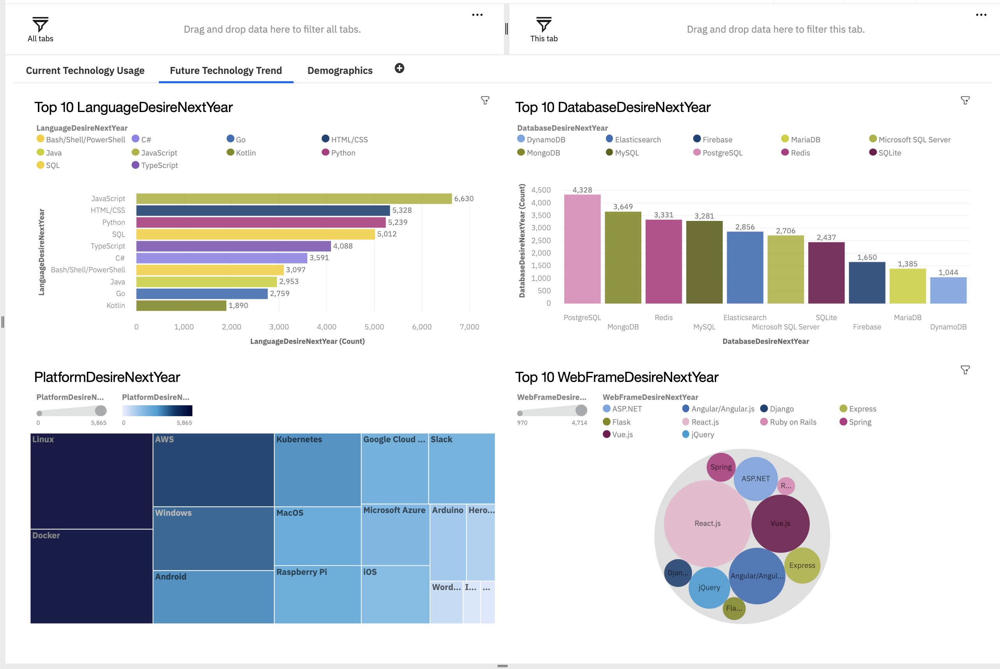 All tabs
Drag and drop data here to filter all tabs.
This tab
Drag and drop data here to filter this tab.
Current Technology Usage
Future Technology Trend
Demographics
Top 10 LanguageDesireNextYear
LanguageDesireNextYear
Bash/Shell/PowerShell C# Go HTML/CSS
Java JavaScript Kotlin Python
SQL TypeScript
LanguageDesireNextYear
JavaScript 6,630
HTML/CSS 5,328
Python 5,239
SQL 5,012
TypeScript 4,088
C# 3,591
Bash/Shell/PowerShell 3,097
Java 2,953
Go 2,759
Kotlin 1,890
0 1,000 2,000 3,000 4,000 5,000 6,000 7,000
LanguageDesireNextYear (Count)
Top 10 DatabaseDesireNextYear
DatabaseDesireNextYear
DynamoDB Elasticsearch Firebase MariaDB Microsoft SQL Server
MongoDB MySQL PostgreSQL Redis SQLite
DatabaseDesireNextYear (Count)
4,500
4,000
3,500
3,000
2,500
2,000
1,500
1,000
500
0
4,328 3,649 3,331 3,281 2,856 2,706 2,437 1,650 1,385 1,044
PostgreSQL Redis Elasticsearch SQLite MariaDB
MongoDB MySQL Microsoft SQL Server Firebase DynamoDB
DatabaseDesireNextYear
PlatformDesireNextYear
PlatformDesireN... PlatformDesireN...
0 5,865 0 5,865
Linux
Docker
AWS
Windows
Android
Kubernetes
MacOS
Raspberry Pi
Google Cloud ...
Slack
Microsoft Azure
iOS
Arduino
Hero...
Word...
I...
...
Top 10 WebFrameDesireNextYear
WebFrameDesire... WebFrameDesireNextYear
970 4,714
ASP.NET Angular/Angular.js Django Express
Flask React.js Ruby on Rails Spring
Vue.js jQuery
Spring
ASP.NET
R...
React.js
Vue.js
Express
Djan...
Angular/Angul...
jQuery
Fla...